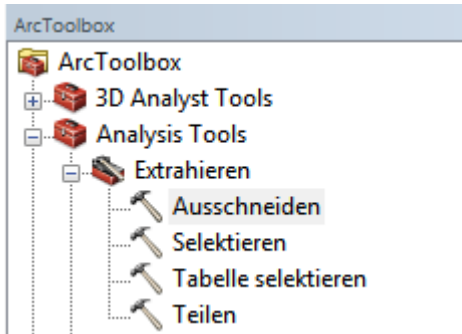 ArcToolbox
ArcToolbox
3D Analyst Tools
Analysis Tools
Extrahieren
Ausschneiden
Selektieren
Tabelle selektieren
Teilen